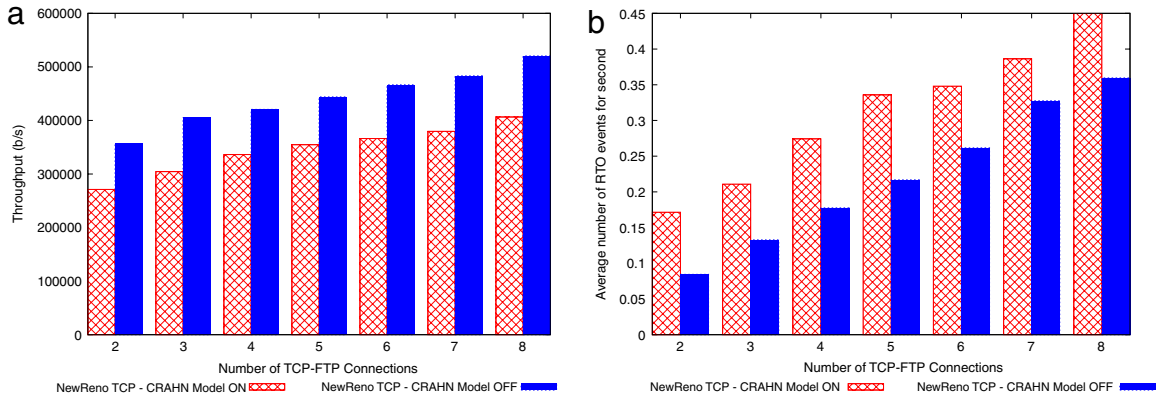 a
600000
500000
400000
300000
200000
100000
0
Throughput (b/s)
2 3 4 5 6 7 8
Number of TCP-FTP Connections
NewReno TCP - CRAHN Model ON
NewReno TCP - CRAHN Model OFF
b
0.45
0.4
0.35
0.3
0.25
0.2
0.15
0.1
0.05
0
Average number of RTO events for second
2 3 4 5 6 7 8
Number of TCP-FTP Connections
NewReno TCP - CRAHN Model ON
NewReno TCP - CRAHN Model OFF